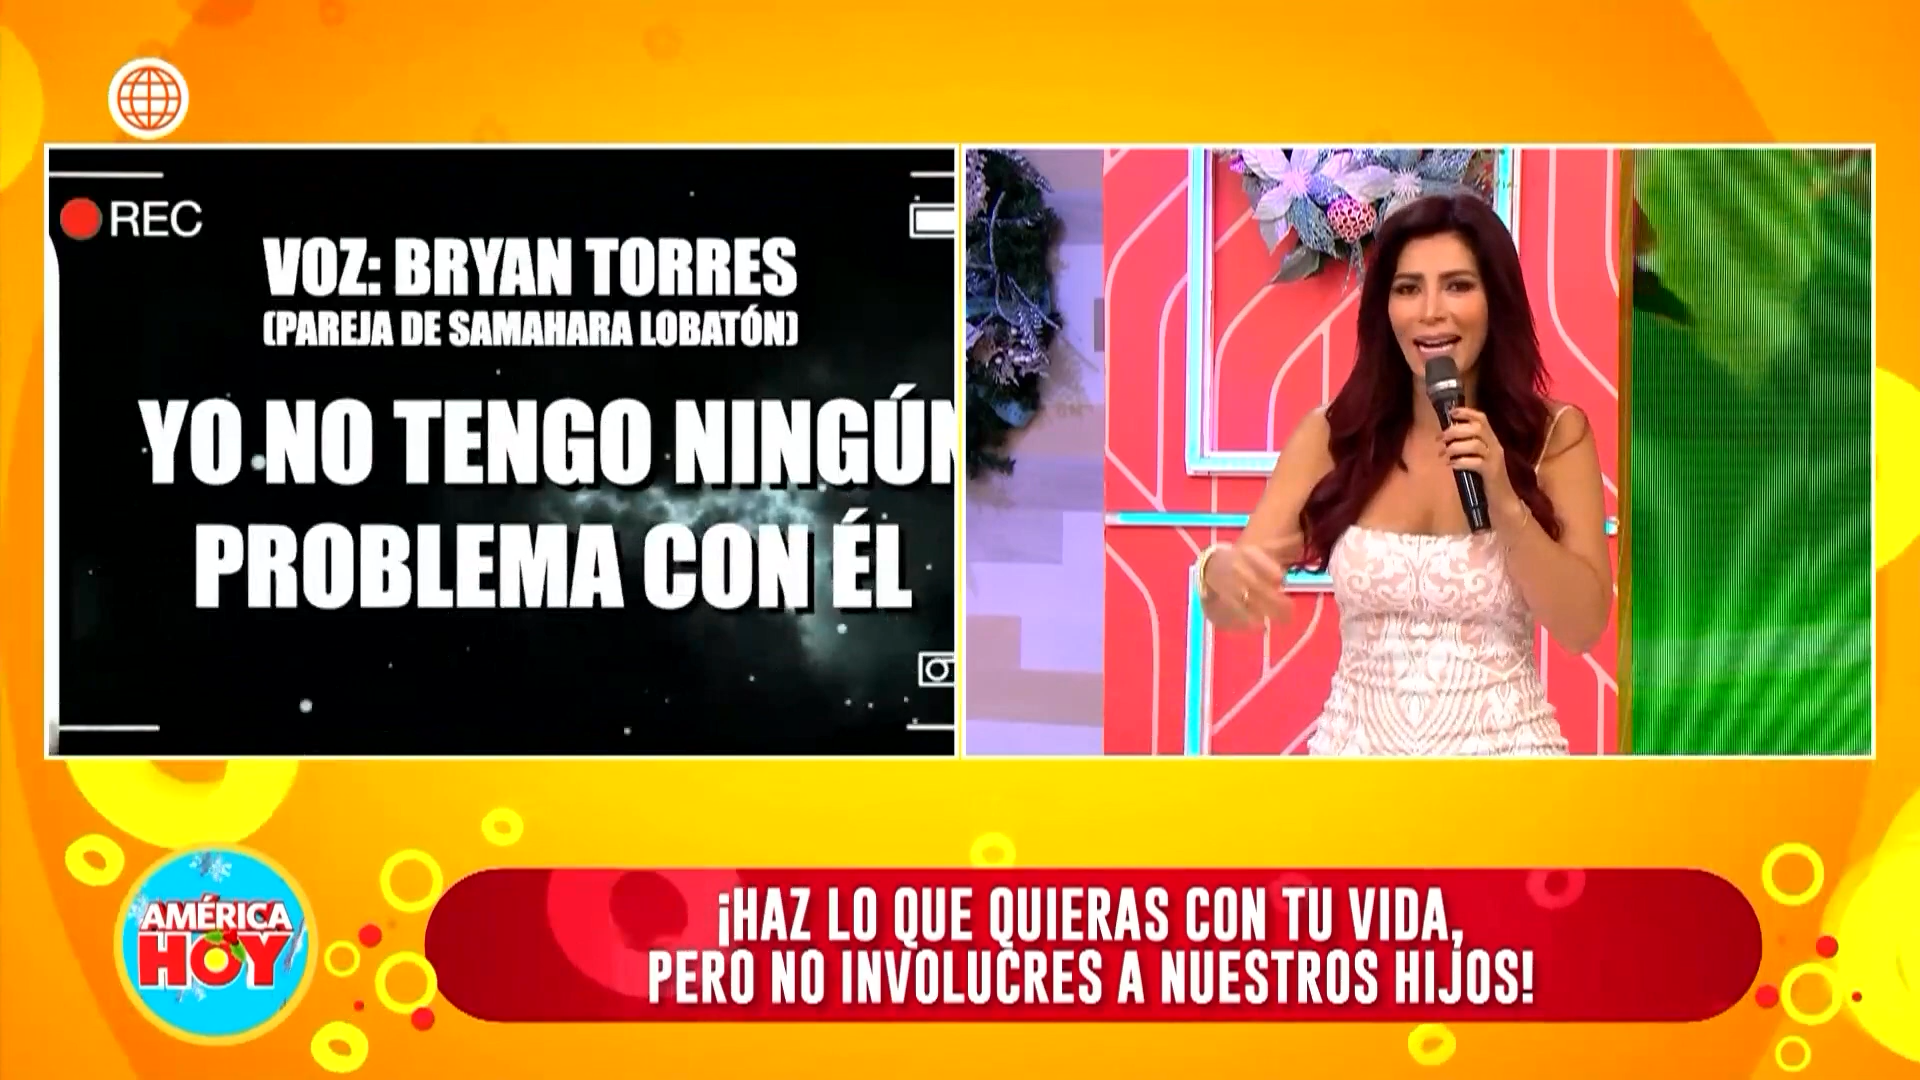 REC
VOZ: BRYAN TORRES
(PAREJA DE SAMAHARA LOBATÓN)
YO NO TENGO NINGÚN
PROBLEMA CON ÉL
AMÉRICA
HOY
¡HAZ LO QUE QUIERAS CON TU VIDA,
PERO NO INVOLUCRES A NUESTROS HIJOS!